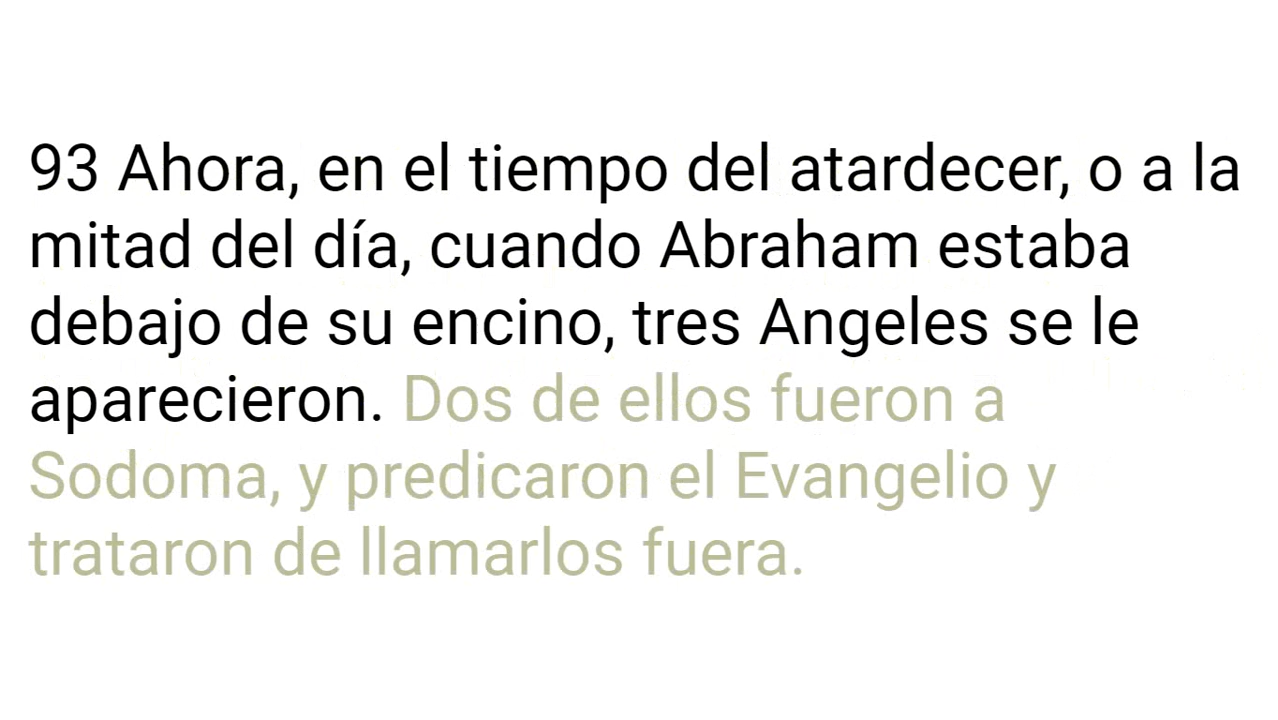 93 Ahora, en el tiempo del atardecer, o a la
mitad del día, cuando Abraham estaba
debajo de su encino, tres Angeles se le
aparecieron. Dos de ellos fueron a
Sodoma, y predicaron el Evangelio y
trataron de llamarlos fuera.